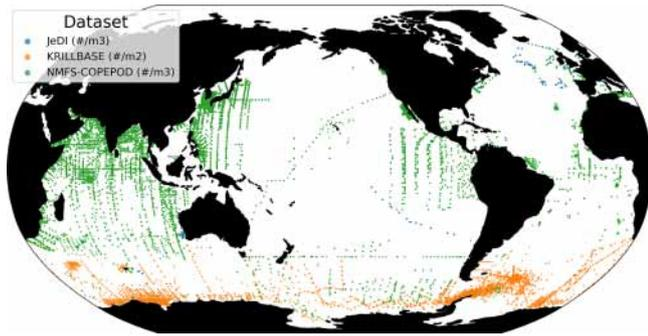 Dataset
JeDI (#/m3)
KRILLBASE (#/m2)
NMFS-COPEPOD (#/m3)